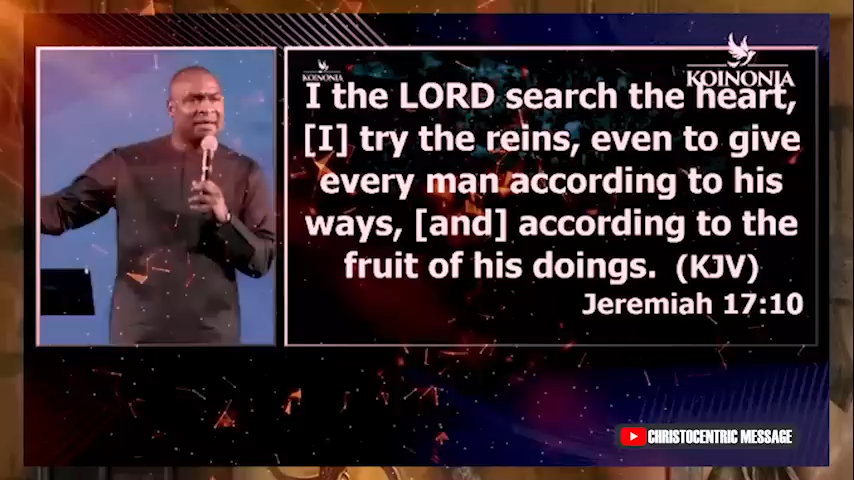 KOINONIA
KOINONIA
I the LORD search the heart,
[I] try the reins, even to give
every man according to his
ways, [and] according to the
fruit of his doings. (KJV)
Jeremiah 17:10
CHRISTOCENTRIC MESSAGE